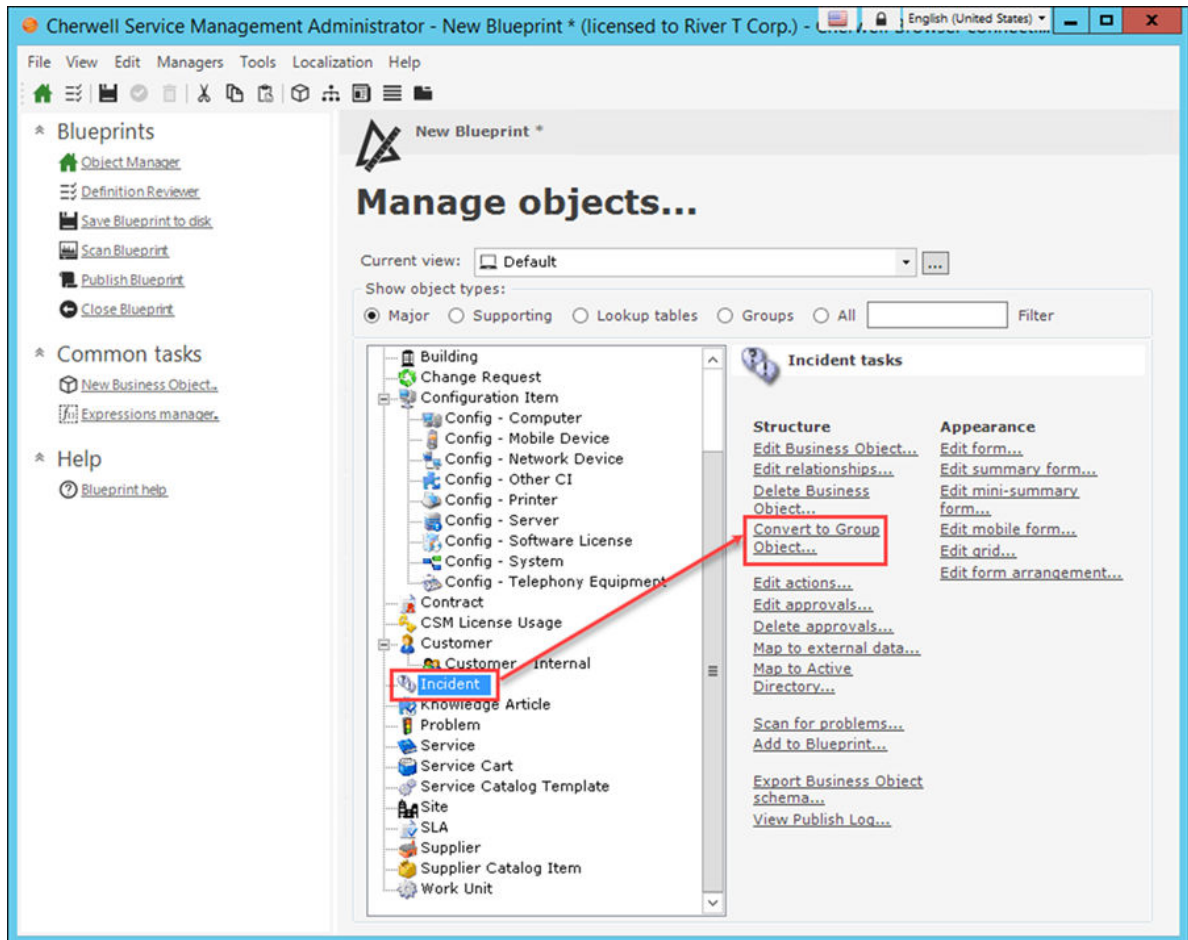 Cherwell Service Management Administrator - New Blueprint * (licensed to River T Corp.) -
English (United States)
File View Edit Managers Tools Localization Help
Blueprints
Object Manager
Definition Reviewer
Save Blueprint to disk
Scan Blueprint
Publish Blueprint
Close Blueprint
Common tasks
New Business Object...
Expressions manager...
Help
Blueprint help
New Blueprint *
Manage objects...
Current view: Default ...
Show object types:
Major Supporting Lookup tables Groups All Filter
Building
Change Request
Configuration Item
Config - Computer
Config - Mobile Device
Config - Network Device
Config - Other CI
Config - Printer
Config - Server
Config - Software License
Config - System
Config - Telephony Equipment
Contract
CSM License Usage
Customer
Customer - Internal
Incident
Knowledge Article
Problem
Service
Service Cart
Service Catalog Template
Site
SLA
Supplier
Supplier Catalog Item
Work Unit
Incident tasks
Structure
Edit Business Object...
Edit relationships...
Delete Business
Object...
Convert to Group
Object...
Edit actions...
Edit approvals...
Delete approvals...
Map to external data...
Map to Active
Directory...
Scan for problems...
Add to Blueprint...
Export Business Object
schema...
View Publish Log...
Appearance
Edit form...
Edit summary form...
Edit mini-summary
form...
Edit mobile form...
Edit grid...
Edit form arrangement...